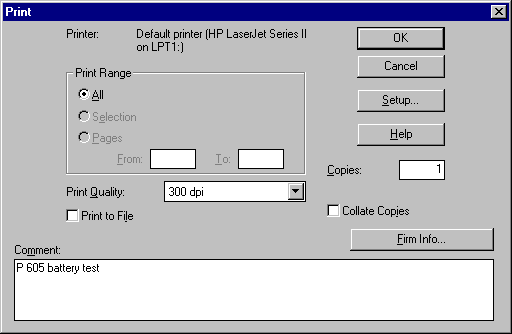 Print
Printer:
Default printer (HP LaserJet Series II
on LPT1:)
OK
Cancel
Setup...
Help
Print Range
All
Selection
Pages
From:
To:
Copies:
1
Print Quality:
300 dpi
Print to File
Collate Copies
Firm Info...
Comment:
P 605 battery test